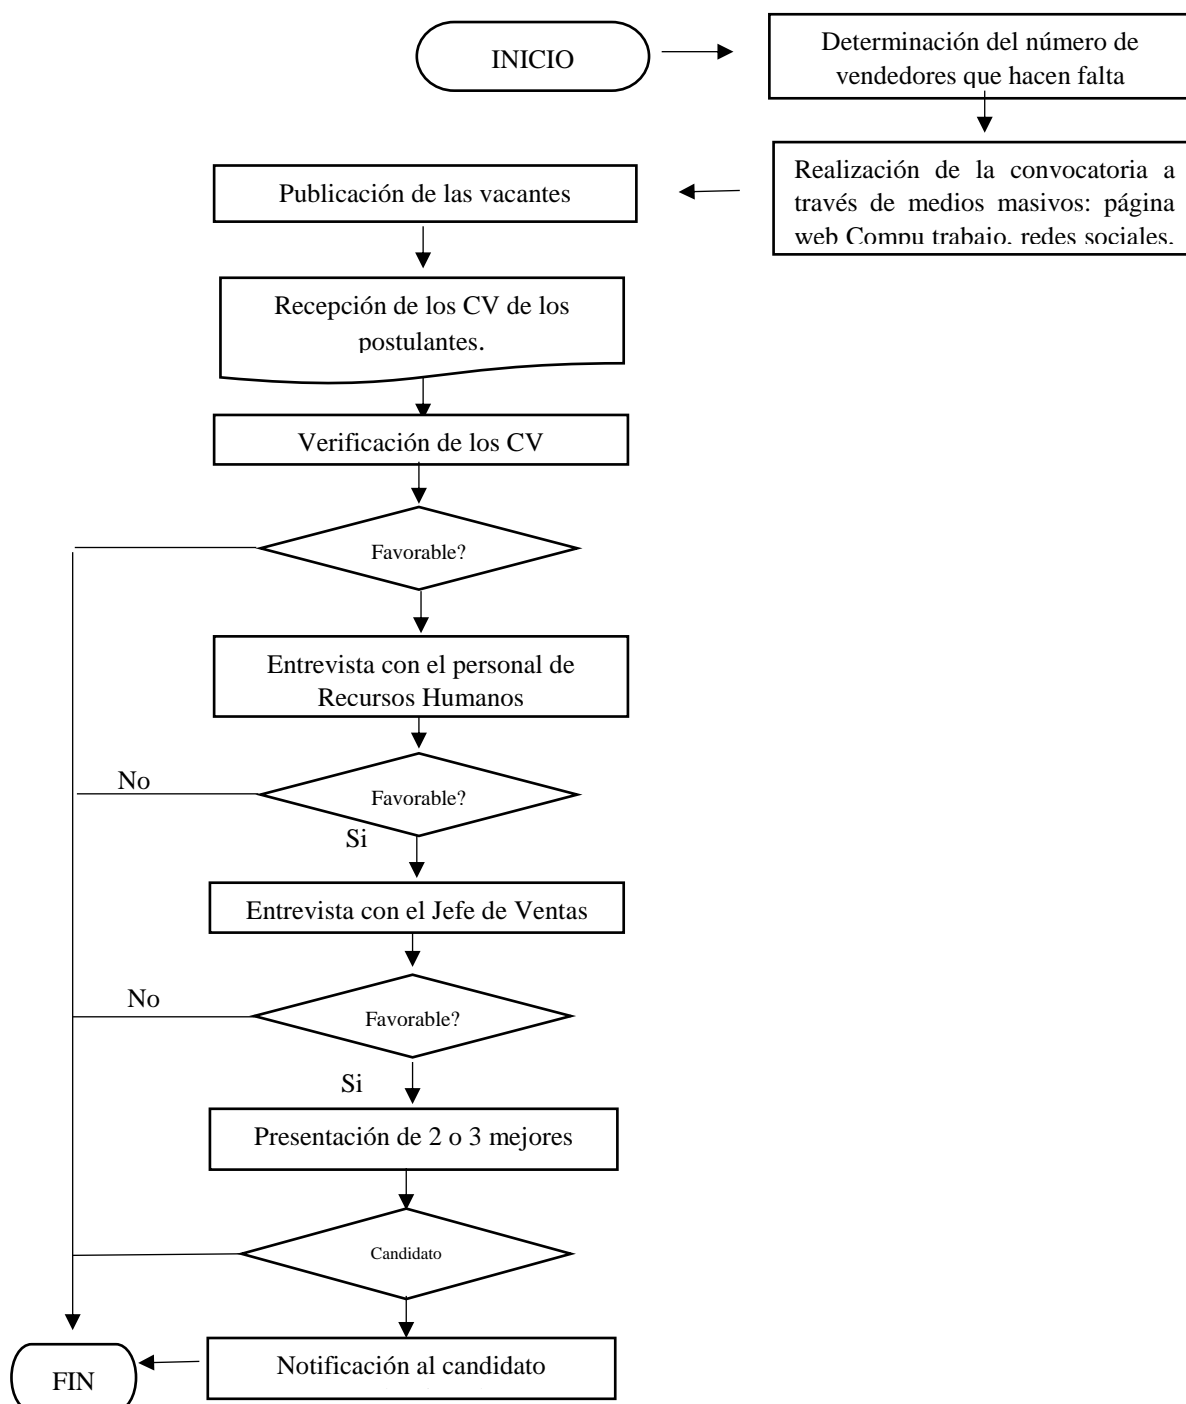 INICIO
Determinación del número de
vendedores que hacen falta
Realización de la convocatoria a
través de medios masivos: página
web Compu trabajo, redes sociales,
Publicación de las vacantes
Recepción de los CV de los
postulantes.
Verificación de los CV
Favorable?
Entrevista con el personal de
Recursos Humanos
No
Favorable?
Si
Entrevista con el Jefe de Ventas
No
Favorable?
Si
Presentación de 2 o 3 mejores
Candidato
Notificación al candidato
FIN